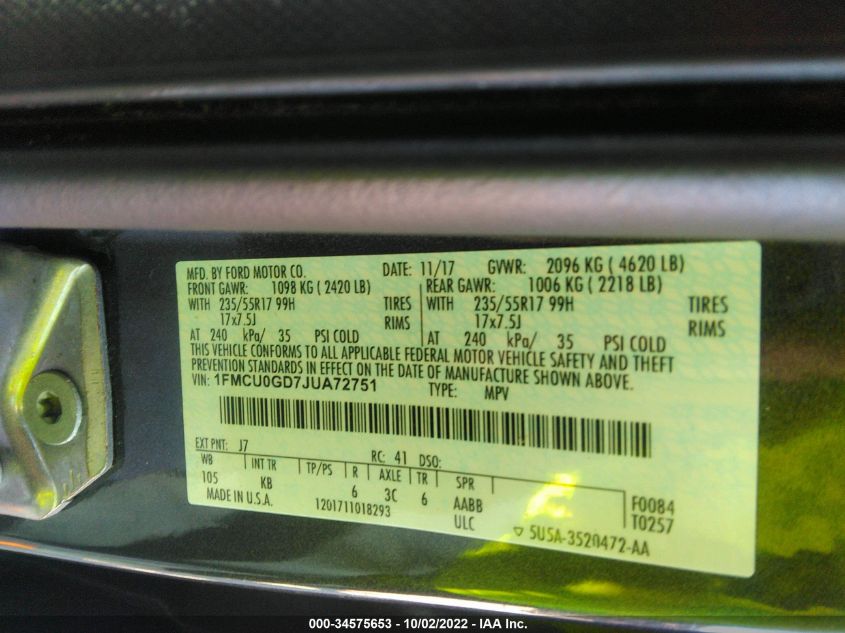 MFD. BY FORD MOTOR CO. DATE: 11/17 GVWR: 2096 KG ( 4620 LB)
FRONT GAWR: 1098 KG ( 2420 LB) REAR GAWR: 1006 KG ( 2218 LB)
WITH 235/55R17 99H TIRES WITH 235/55R17 99H TIRES
17x7.5J RIMS 17x7.5J RIMS
AT 240 kPa/ 35 PSI COLD AT 240 kPa/ 35 PSI COLD
THIS VEHICLE CONFORMS TO ALL APPLICABLE FEDERAL MOTOR VEHICLE SAFETY AND THEFT
PREVENTION STANDARDS IN EFFECT ON THE DATE OF MANUFACTURE SHOWN ABOVE.
VIN: 1FMCU0GD7JUA72751 TYPE: MPV
EXT PNT: J7 RC: 41 DSO:
WB INT TR TP/PS R AXLE TR SPR
105 KB 6 3C 6 AABB F0084
MADE IN U.S.A. 1201711018293 ULC T0257
▽ 5U5A-3520472-AA
000-34575653 - 10/02/2022 - IAA Inc.